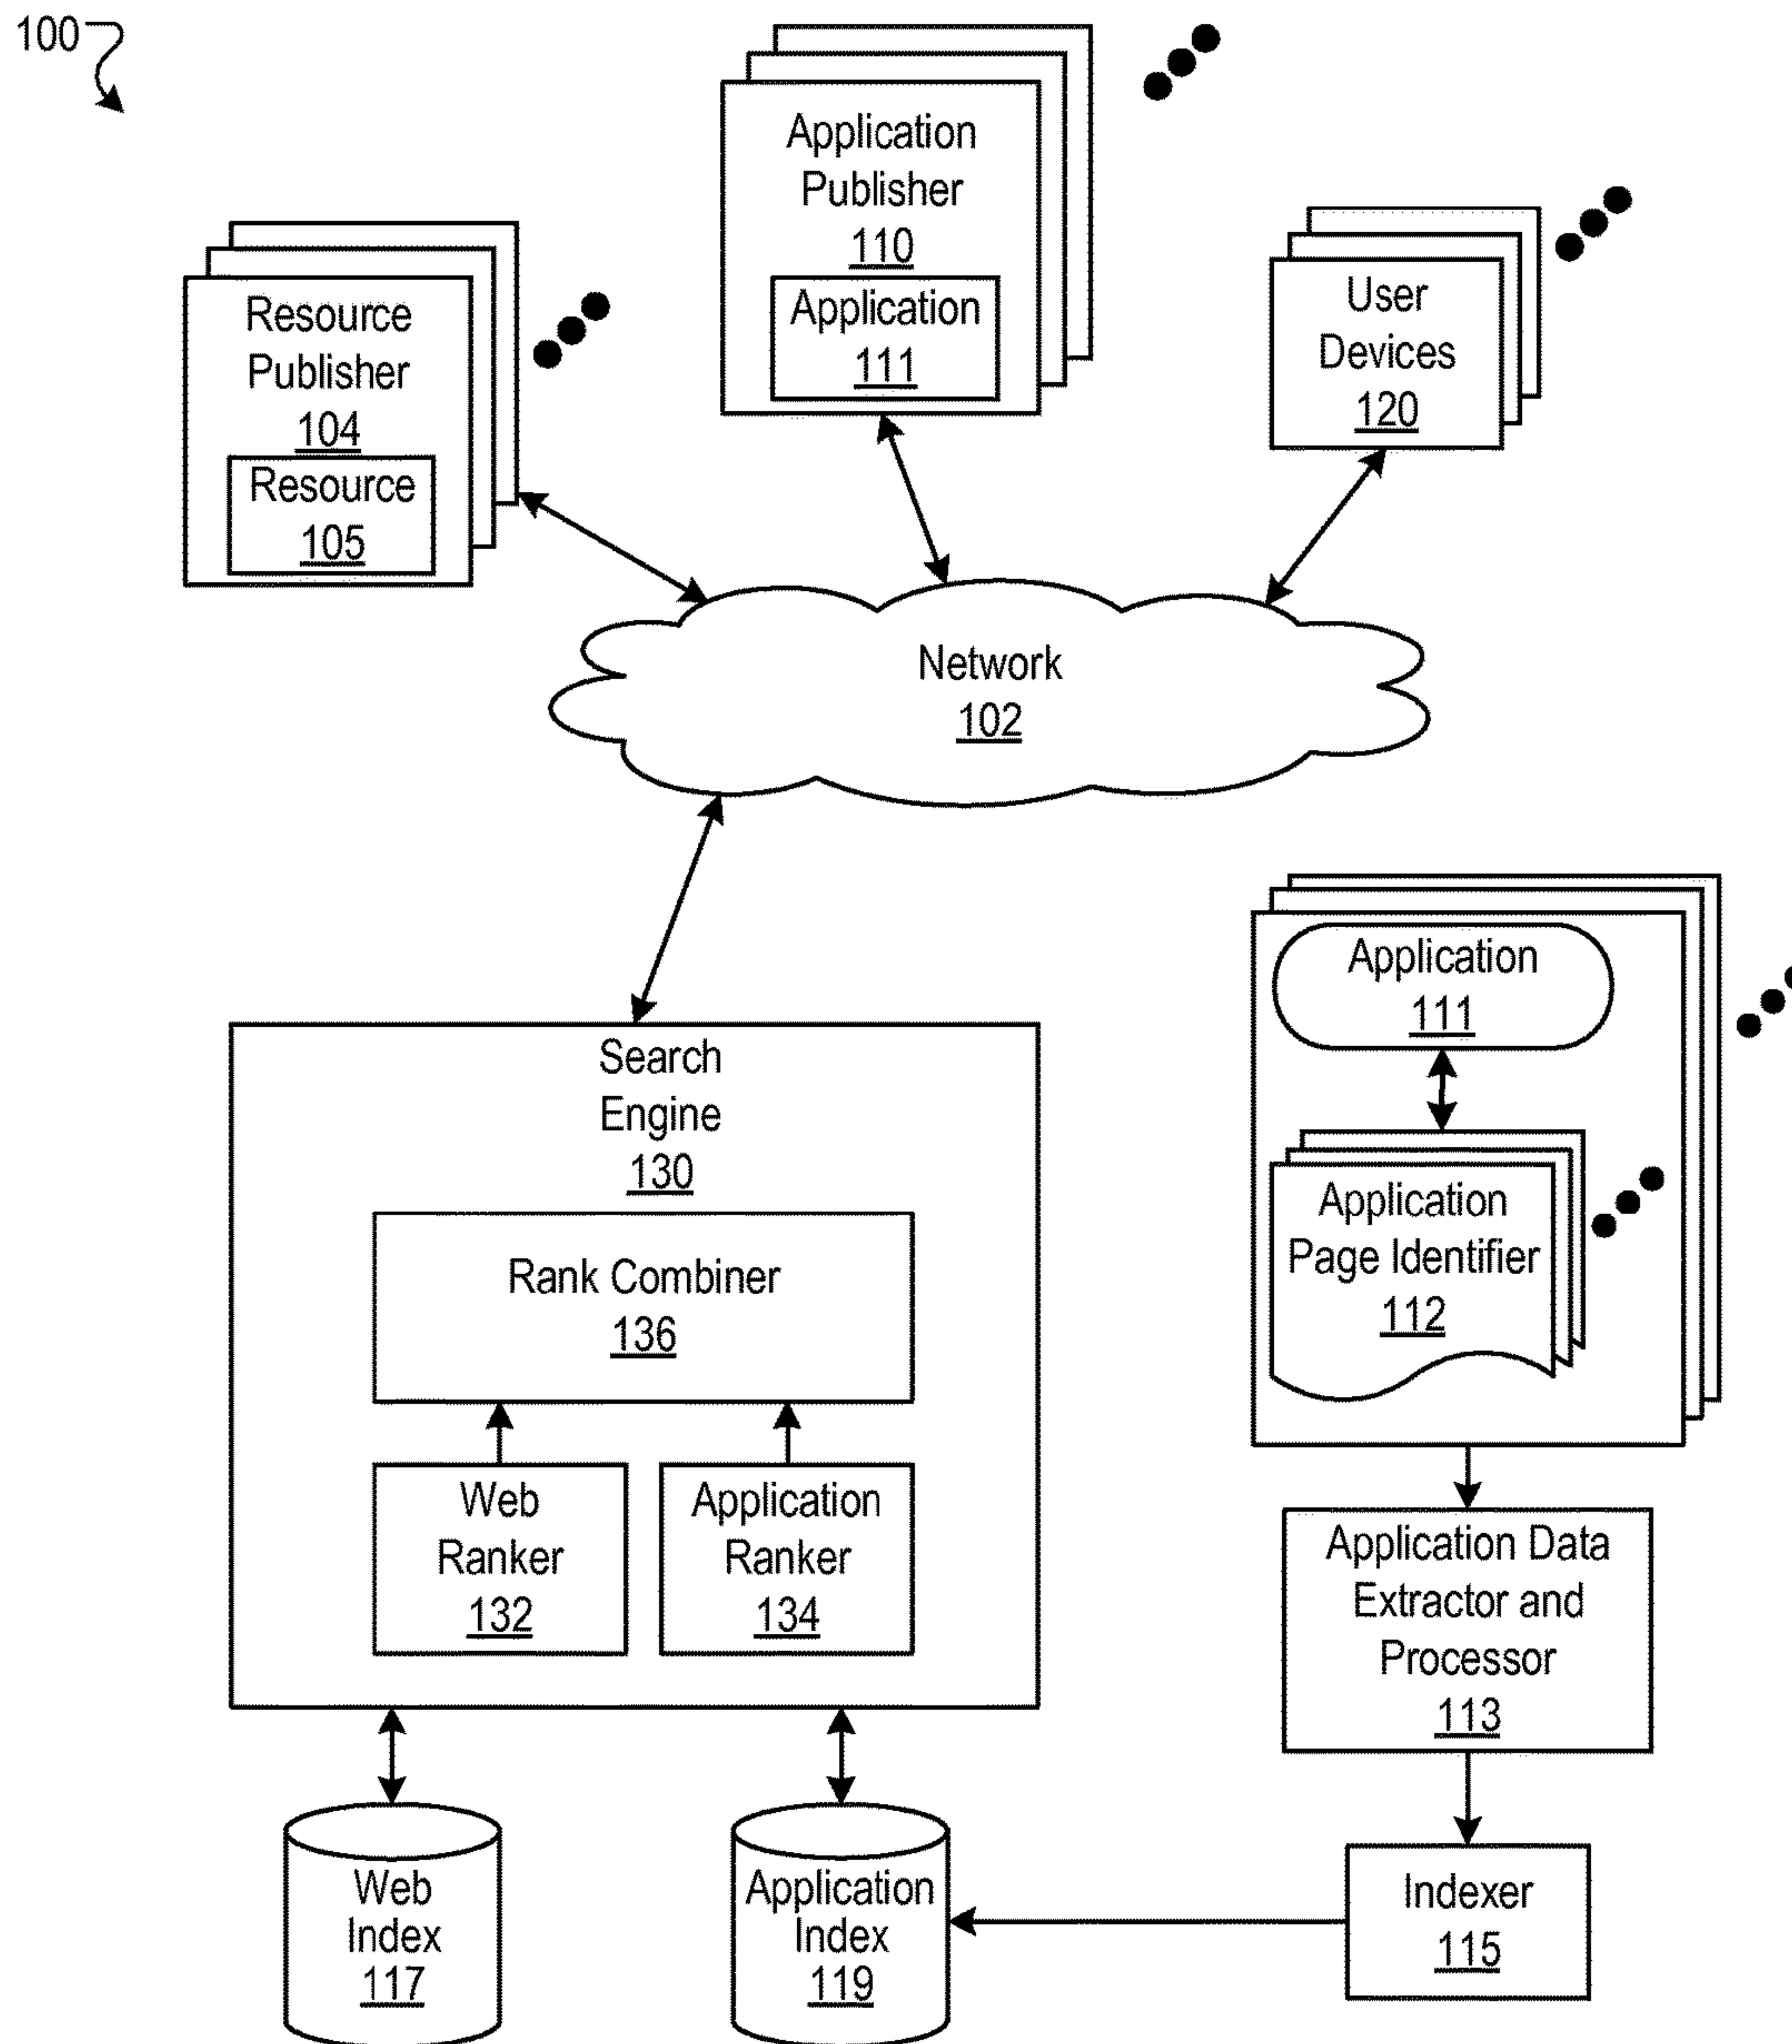 100
Application
Publisher
110
Application
111
Resource
Publisher
104
Resource
105
User
Devices
120
Network
102
Search
Engine
130
Rank Combiner
136
Web
Ranker
132
Application
Ranker
134
Application
111
Application
Page Identifier
112
Application Data
Extractor and
Processor
113
Web
Index
117
Application
Index
119
Indexer
115